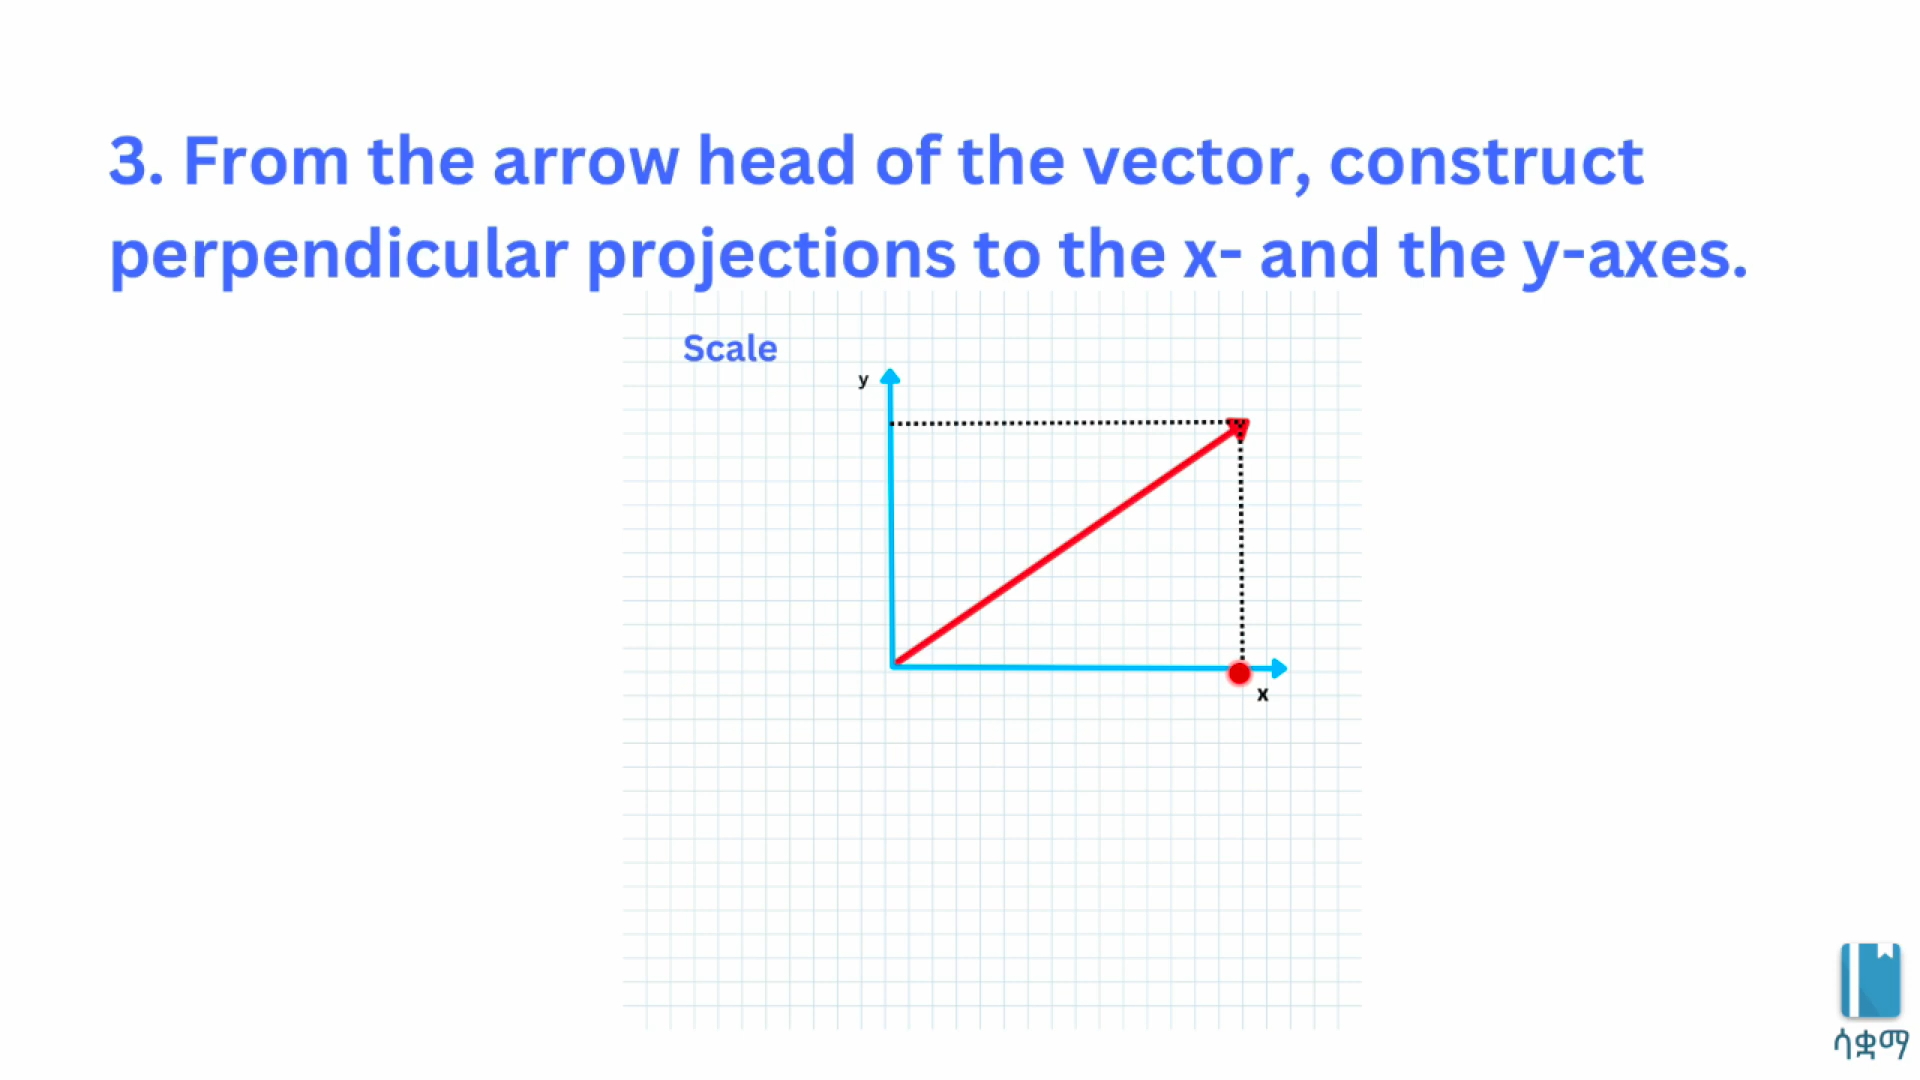 3. From the arrow head of the vector, construct
perpendicular projections to the x- and the y-axes.
Scale
y
x
ሳቋማ